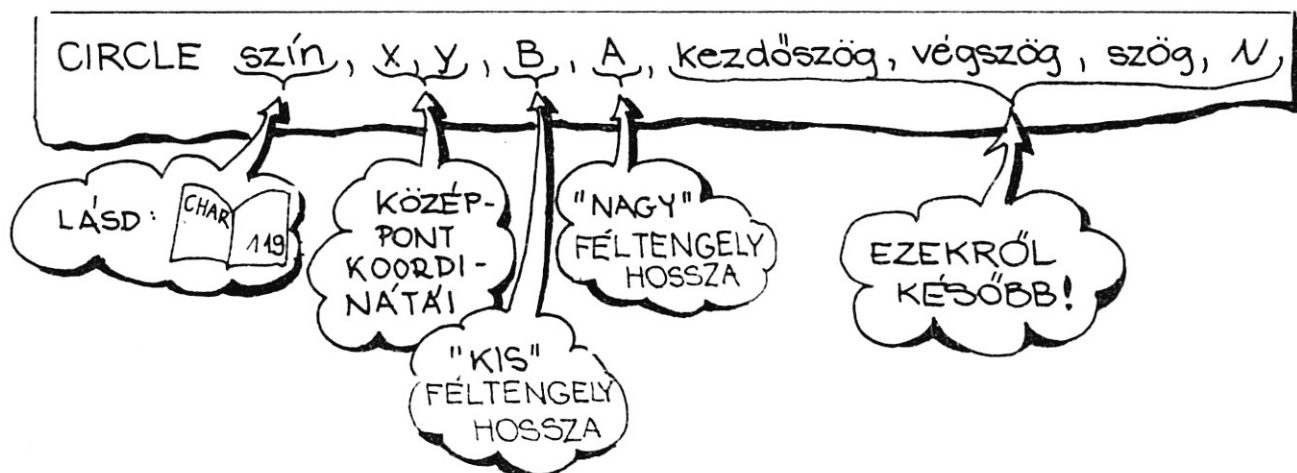 CIRCLE szín, x, y, B, A, kezdőszög, végszög, szög, N,
LÁSD:
CHAR
119
KÖZÉP-
PONT
KOORDI-
NÁTÁI
"KIS"
FÉLTENGELY
HOSSZA
"NAGY"
FÉLTENGELY
HOSSZA
EZEKRŐL
KÉSŐBB!